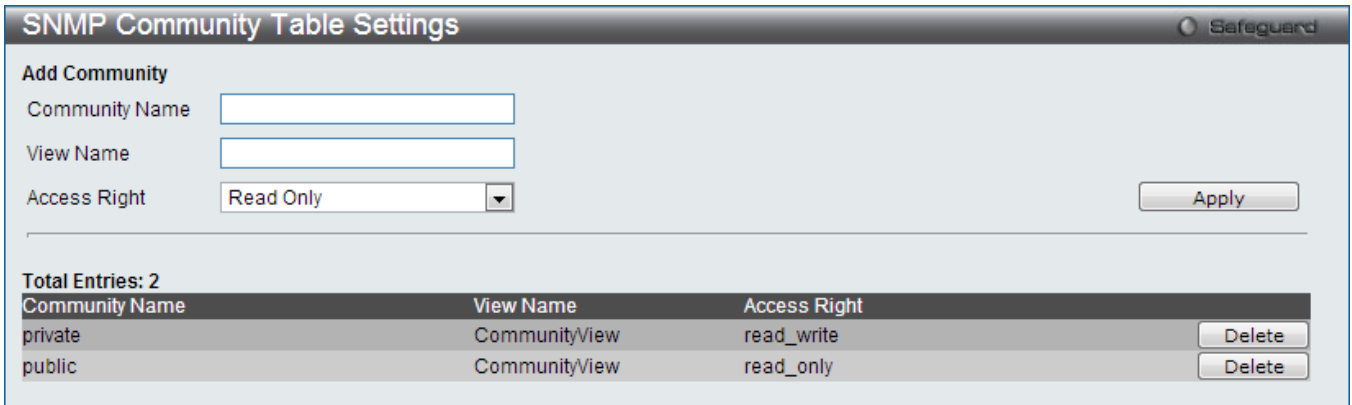 SNMP Community Table Settings
Safeguard
Add Community
Community Name
View Name
Access Right Read Only Apply
Total Entries: 2
Community Name View Name Access Right
private CommunityView read_write Delete
public CommunityView read_only Delete